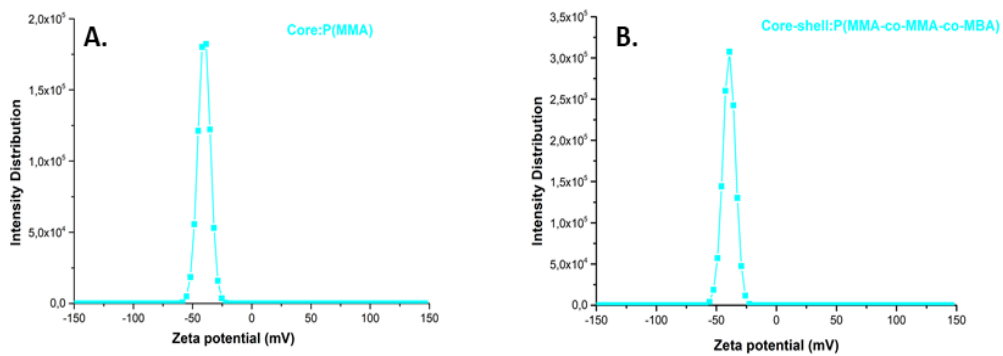 A.
Core:P(MMA)
Intensity Distribution
2,0x10⁵
1,5x10⁵
1,0x10⁵
5,0x10⁴
0,0
-150 -100 -50 0 50 100 150
Zeta potential (mV)
B.
Core-shell:P(MMA-co-MMA-co-MBA)
Intensity Distribution
3,5x10⁵
3,0x10⁵
2,5x10⁵
2,0x10⁵
1,5x10⁵
1,0x10⁵
5,0x10⁴
0,0
-150 -100 -50 0 50 100 150
Zeta potential (mV)